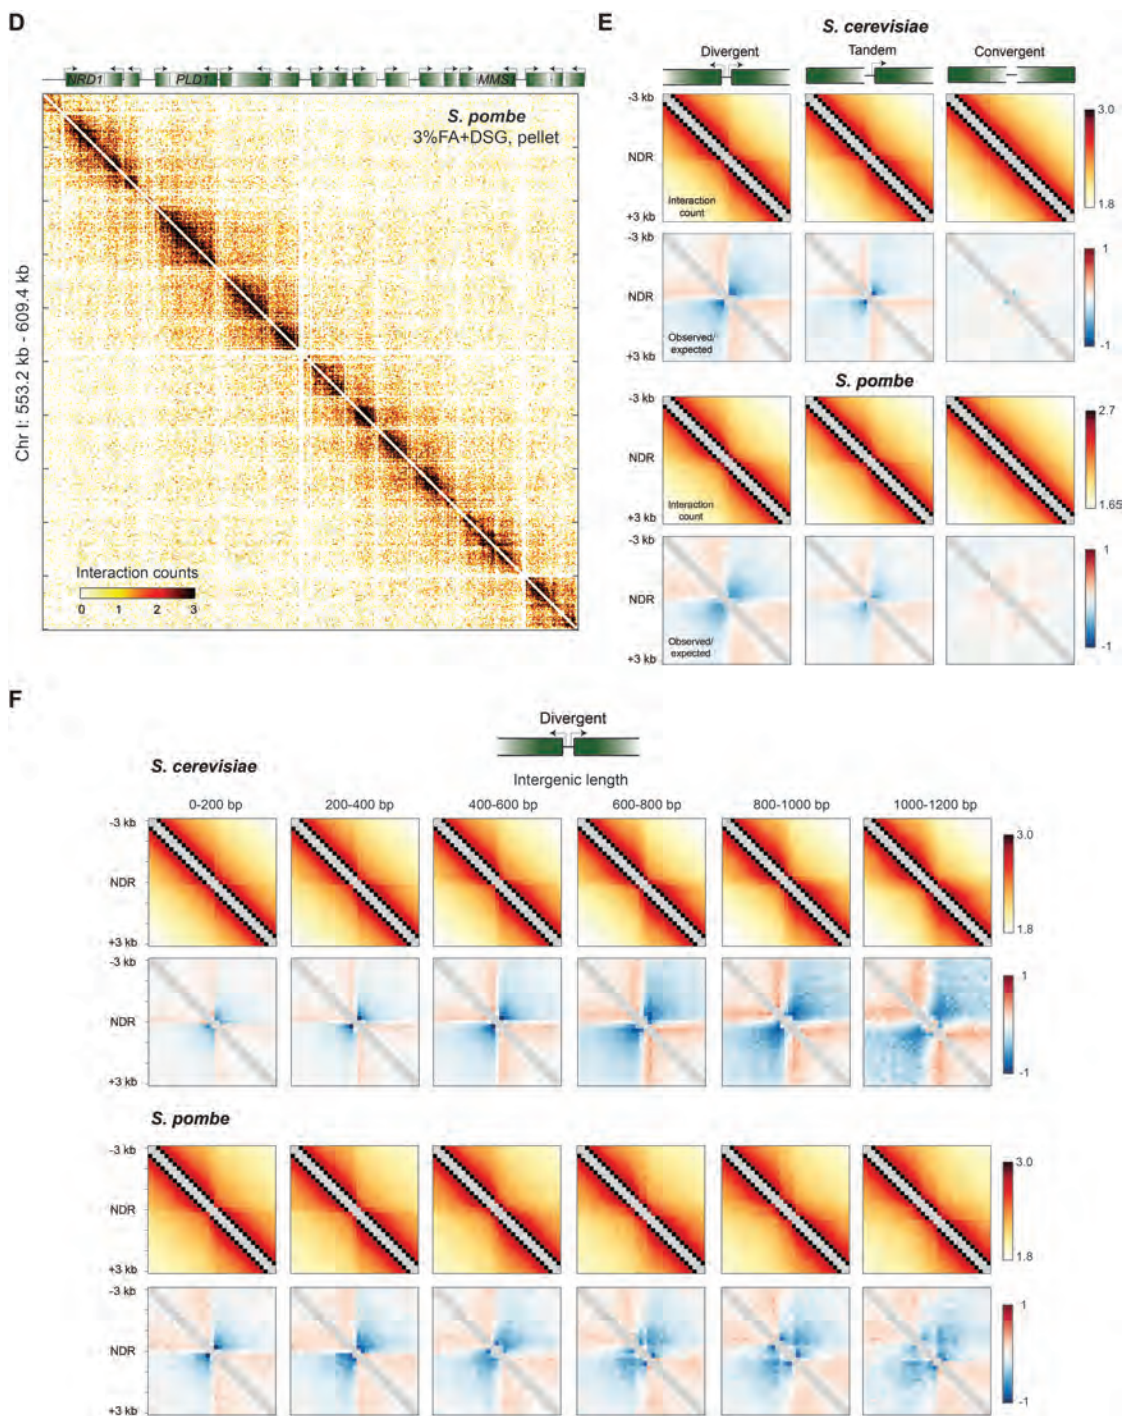 D
NRD1 PLD1 MMS1
S. pombe
3%FA+DSG, pellet
Chr I: 553.2 kb - 609.4 kb
Interaction counts
0 1 2 3
E
S. cerevisiae
Divergent Tandem Convergent
-3 kb
NDR
+3 kb
Interaction
count
3.0
1.8
-3 kb
NDR
+3 kb
Observed/
expected
1
-1
S. pombe
-3 kb
NDR
+3 kb
Interaction
count
2.7
1.65
NDR
+3 kb
Observed/
expected
1
-1
F
Divergent
S. cerevisiae
Intergenic length
0-200 bp 200-400 bp 400-600 bp 600-800 bp 800-1000 bp 1000-1200 bp
-3 kb
NDR
+3 kb
3.0
1.8
-3 kb
NDR
+3 kb
1
-1
S. pombe
-3 kb
NDR
+3 kb
3.0
1.8
-3 kb
NDR
+3 kb
1
-1